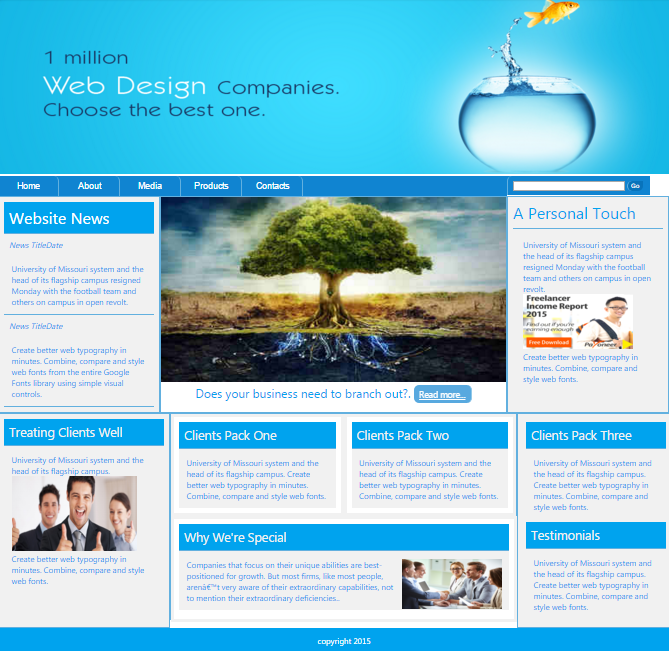 1 million
Web Design Companies.
Choose the best one.
Home About Media Products Contacts Go
Website News
News TitleDate
University of Missouri system and the
head of its flagship campus resigned
Monday with the football team and
others on campus in open revolt.
News TitleDate
Create better web typography in
minutes. Combine, compare and style
web fonts from the entire Google
Fonts library using simple visual
controls.
Does your business need to branch out?. Read more...
A Personal Touch
University of Missouri system and
the head of its flagship campus
resigned Monday with the football
team and others on campus in open
revolt.
Freelancer
Income Report
2015
Find out if you're
earning enough
Free Download
Payoneer
Create better web typography in
minutes. Combine, compare and
style web fonts.
Treating Clients Well
University of Missouri system and the
head of its flagship campus.
Create better web typography in
minutes. Combine, compare and style
web fonts.
Clients Pack One
University of Missouri system and the
head of its flagship campus. Create
better web typography in minutes.
Combine, compare and style web fonts.
Clients Pack Two
University of Missouri system and the
head of its flagship campus. Create
better web typography in minutes.
Combine, compare and style web fonts.
Clients Pack Three
University of Missouri system and
the head of its flagship campus.
Create better web typography in
minutes. Combine, compare and
style web fonts.
Why We're Special
Companies that focus on their unique abilities are best-
positioned for growth. But most firms, like most people,
arenâ€™t very aware of their extraordinary capabilities, not
to mention their extraordinary deficiencies..
Testimonials
University of Missouri system and
the head of its flagship campus.
Create better web typography in
minutes. Combine, compare and
style web fonts.
copyright 2015